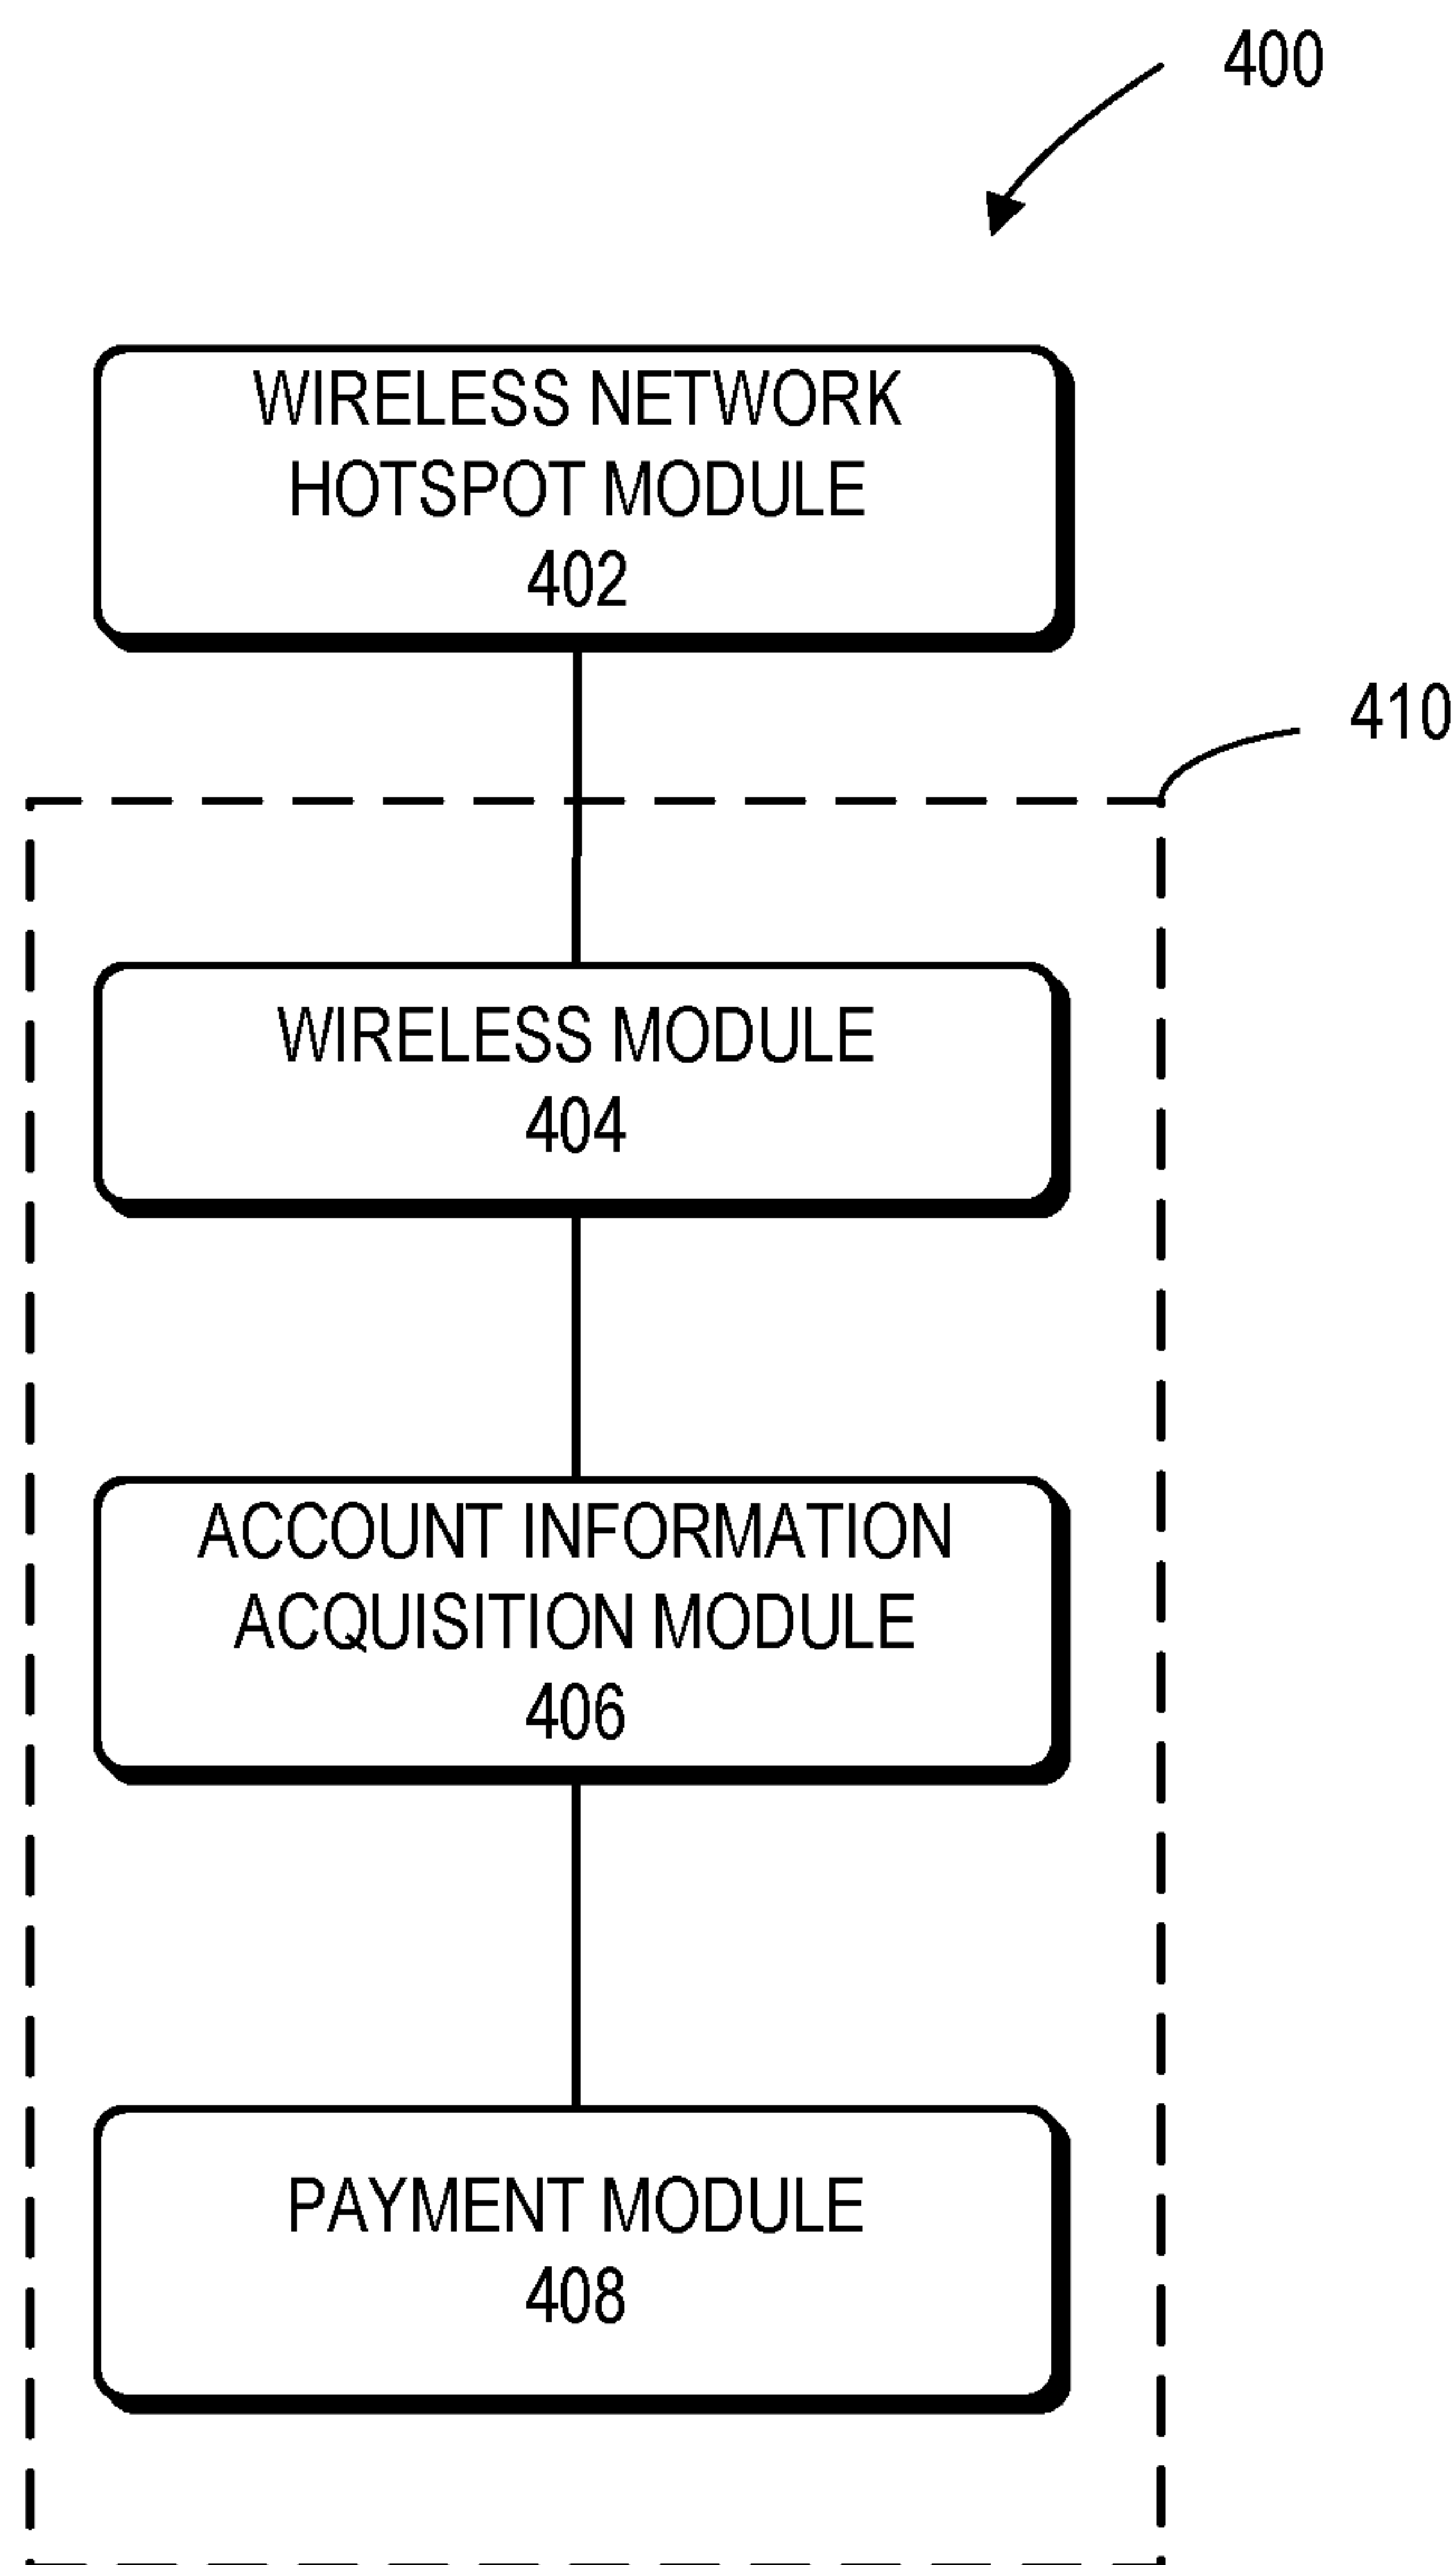 400
WIRELESS NETWORK
HOTSPOT MODULE
402
410
WIRELESS MODULE
404
ACCOUNT INFORMATION
ACQUISITION MODULE
406
PAYMENT MODULE
408